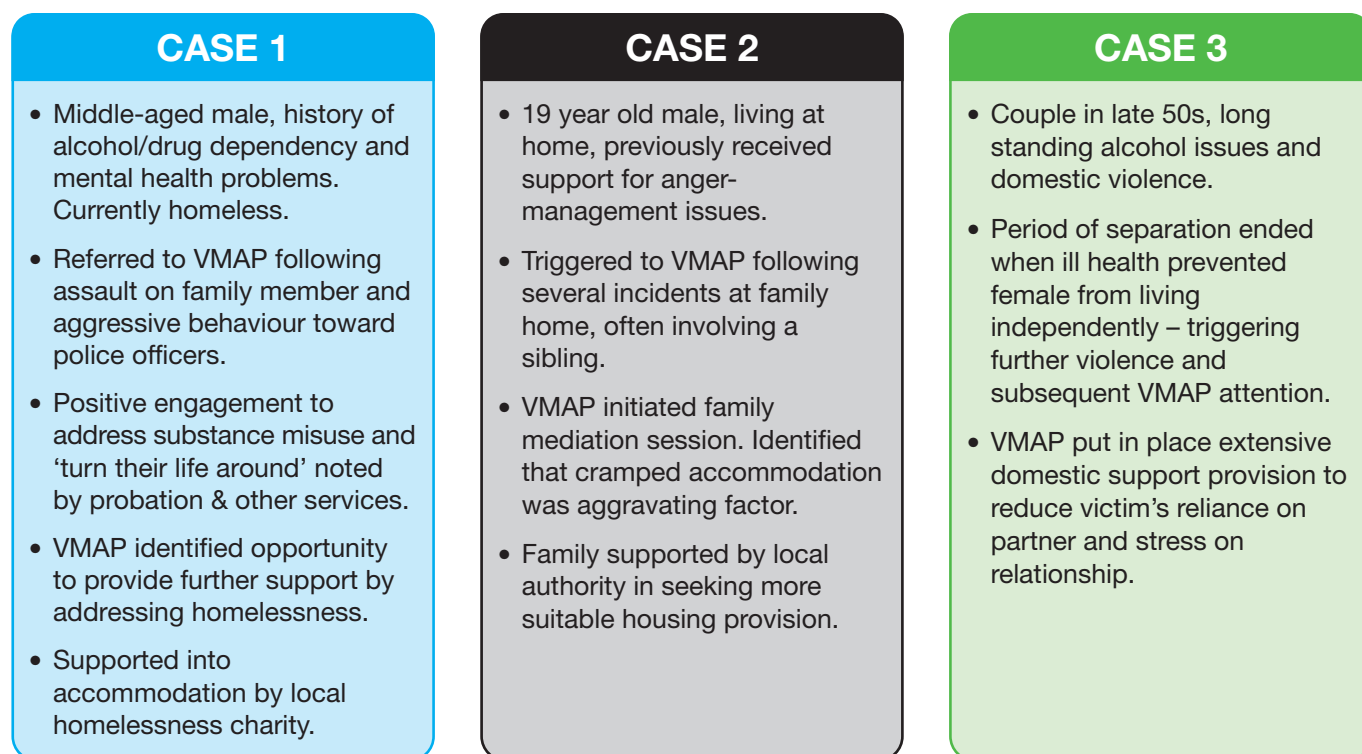 CASE 1
• Middle-aged male, history of
alcohol/drug dependency and
mental health problems.
Currently homeless.
• Referred to VMAP following
assault on family member and
aggressive behaviour toward
police officers.
• Positive engagement to
address substance misuse and
‘turn their life around’ noted
by probation & other services.
• VMAP identified opportunity
to provide further support by
addressing homelessness.
• Supported into
accommodation by local
homelessness charity.
CASE 2
• 19 year old male, living at
home, previously received
support for anger-
management issues.
• Triggered to VMAP following
several incidents at family
home, often involving a
sibling.
• VMAP initiated family
mediation session. Identified
that cramped accommodation
was aggravating factor.
• Family supported by local
authority in seeking more
suitable housing provision.
CASE 3
• Couple in late 50s, long
standing alcohol issues and
domestic violence.
• Period of separation ended
when ill health prevented
female from living
independently – triggering
further violence and
subsequent VMAP attention.
• VMAP put in place extensive
domestic support provision to
reduce victim’s reliance on
partner and stress on
relationship.